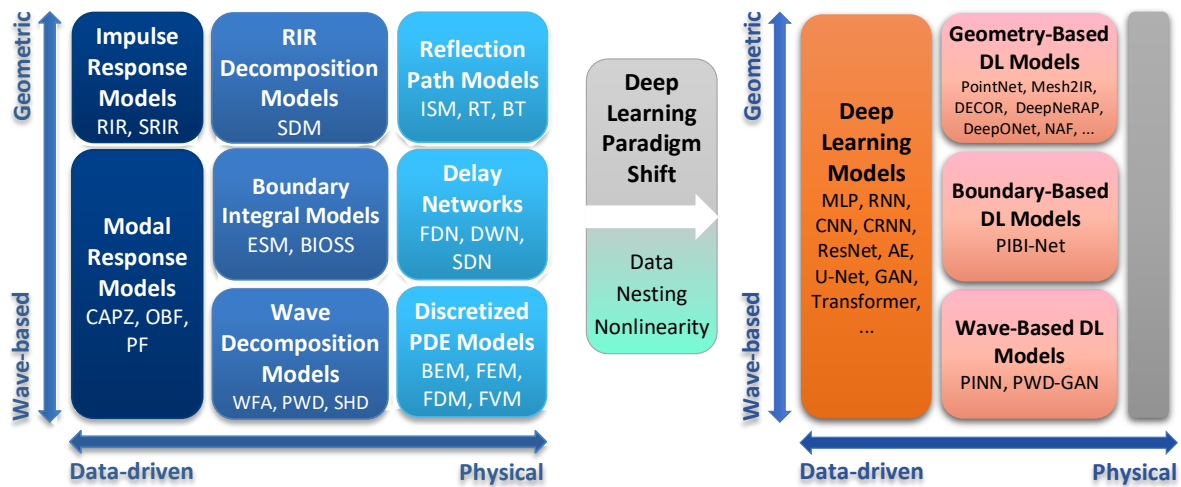 Geometric
Wave-based
Impulse
Response
Models
RIR, SRIR
RIR
Decomposition
Models
SDM
Reflection
Path Models
ISM, RT, BT
Modal
Response
Models
CAPZ, OBF,
PF
Boundary
Integral Models
ESM, BIOSS
Delay
Networks
FDN, DWN,
SDN
Wave
Decomposition
Models
WFA, PWD, SHD
Discretized
PDE Models
BEM, FEM,
FDM, FVM
Data-driven
Physical
Deep
Learning
Paradigm
Shift
Data
Nesting
Nonlinearity
Geometric
Wave-based
Deep
Learning
Models
MLP, RNN,
CNN, CRNN,
ResNet, AE,
U-Net, GAN,
Transformer,
...
Geometry-Based
DL Models
PointNet, Mesh2IR,
DECOR, DeepNeRAP,
DeepONet, NAF, ...
Boundary-Based
DL Models
PIBI-Net
Wave-Based DL
Models
PINN, PWD-GAN
Data-driven
Physical